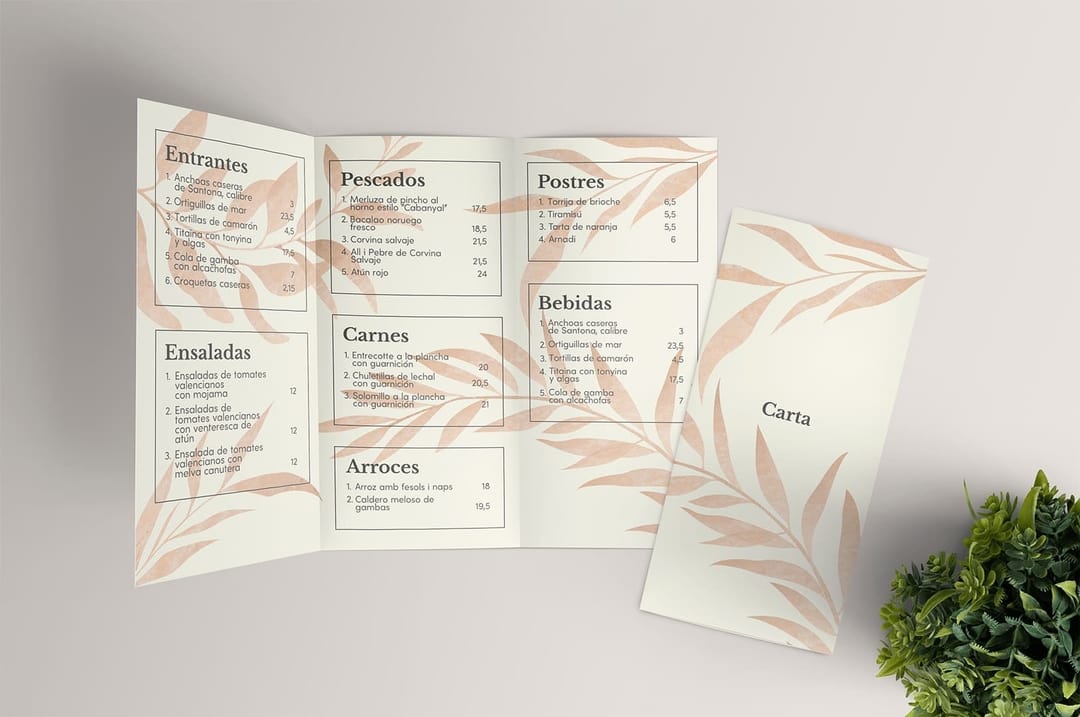 Entrantes
1. Anchoas caseras
de Santona, calibre 3
2. Ortiguillas de mar 23,5
3. Tortillas de camarón 4,5
4. Titaina con tonyina
y algas 17,5
5. Cola de gamba
con alcachofas 7
6. Croquetas caseras 2,15
Ensaladas
1. Ensaladas de tomates
valencianos
con mojama 12
2. Ensaladas de
tomates valencianos
con venteresca de
atún 12
3. Ensalada de tomates
valencianos con
melva canutera 12
Pescados
1. Merluza de pincho al
horno estilo "Cabanyal" 17,5
2. Bacalao noruego
fresco 18,5
3. Corvina salvaje 21,5
4. All i Pebre de Corvina
Salvaje 21,5
5. Atún rojo 24
Carnes
1. Entrecotte a la plancha
con guarnición 20
2. Chuletillas de lechal
con guarnición 20,5
3. Solomillo a la plancha
con guarnición 21
Arroces
1. Arroz amb fesols i naps 18
2. Caldero meloso de
gambas 19,5
Postres
1. Torrija de brioche 6,5
2. Tiramisú 5,5
3. Tarta de naranja 5,5
4. Arnadí 6
Bebidas
1. Anchoas caseras
de Santona, calibre 3
2. Ortiguillas de mar 23,5
3. Tortillas de camarón 4,5
4. Titaina con tonyina
y algas 17,5
5. Cola de gamba
con alcachofas 7
Carta